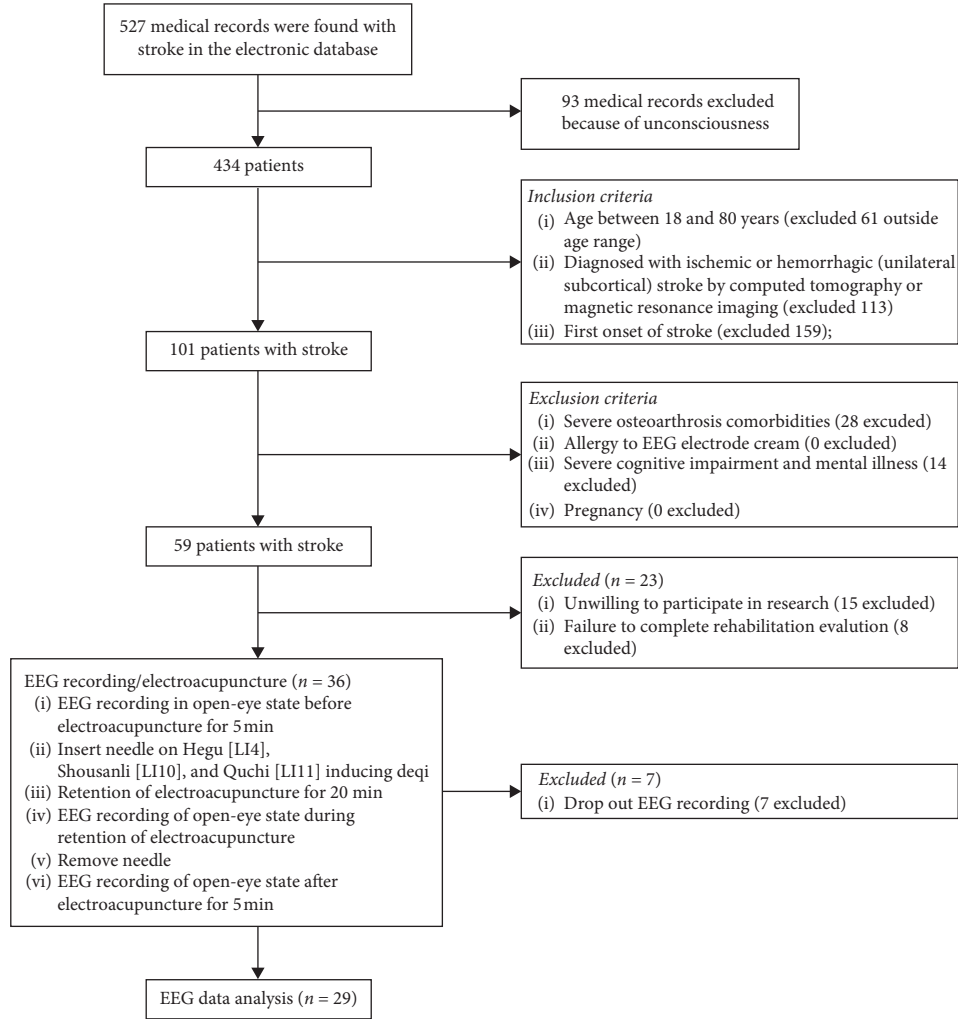 527 medical records were found with
stroke in the electronic database
93 medical records excluded
because of unconsciousness
434 patients
Inclusion criteria
(i) Age between 18 and 80 years (excluded 61 outside
age range)
(ii) Diagnosed with ischemic or hemorrhagic (unilateral
subcortical) stroke by computed tomography or
magnetic resonance imaging (excluded 113)
(iii) First onset of stroke (excluded 159);
101 patients with stroke
Exclusion criteria
(i) Severe osteoarthrosis comorbidities (28 excuded)
(ii) Allergy to EEG electrode cream (0 excluded)
(iii) Severe cognitive impairment and mental illness (14
excluded)
(iv) Pregnancy (0 excluded)
59 patients with stroke
Excluded (n = 23)
(i) Unwilling to participate in research (15 excluded)
(ii) Failure to complete rehabilitation evalution (8
excluded)
EEG recording/electroacupuncture (n = 36)
(i) EEG recording in open-eye state before
electroacupuncture for 5 min
(ii) Insert needle on Hegu [LI4],
Shousanli [LI10], and Quchi [LI11] inducing deqi
(iii) Retention of electroacupuncture for 20 min
(iv) EEG recording of open-eye state during
retention of electroacupuncture
(v) Remove needle
(vi) EEG recording of open-eye state after
electroacupuncture for 5 min
Excluded (n = 7)
(i) Drop out EEG recording (7 excluded)
EEG data analysis (n = 29)